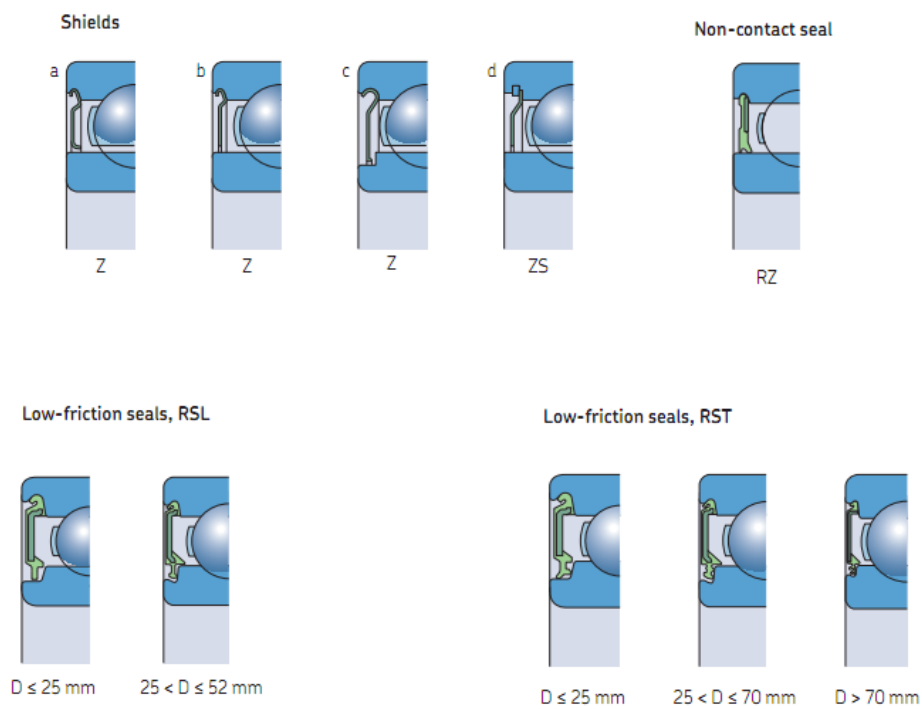 Shields
Non-contact seal
a
b
c
d
Z
Z
Z
ZS
RZ
Low-friction seals, RSL
Low-friction seals, RST
D ≤ 25 mm
25 < D ≤ 52 mm
D ≤ 25 mm
25 < D ≤ 70 mm
D > 70 mm